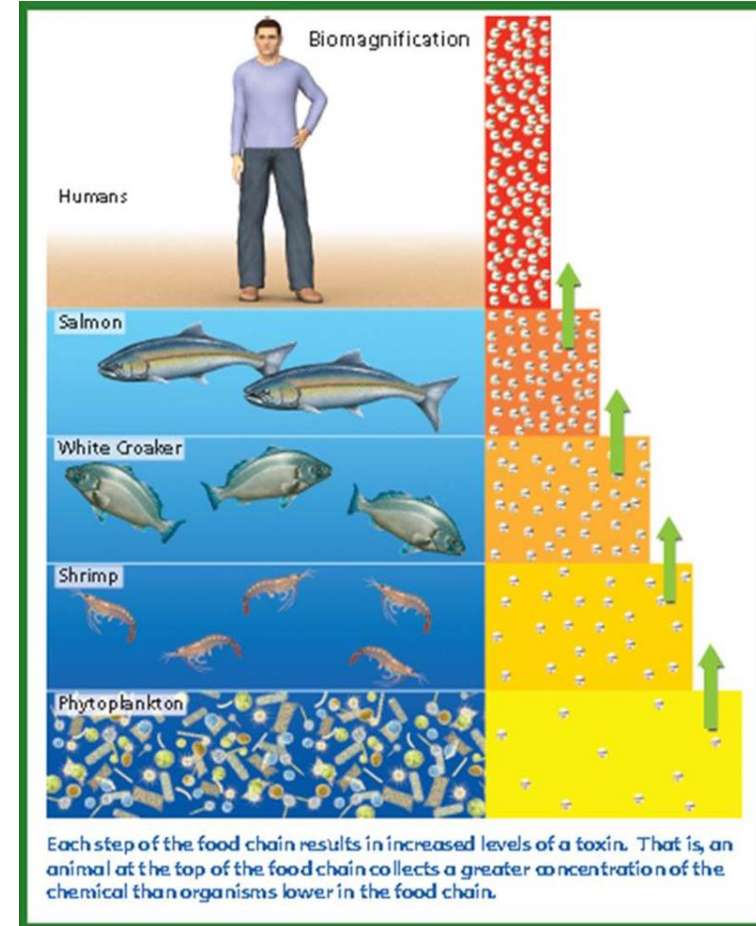 Biomagnification
Humans
Salmon
White Croaker
Shrimp
Phytoplankton
Each step of the food chain results in increased levels of a toxin. That is, an
animal at the top of the food chain collects a greater concentration of the
chemical than organisms lower in the food chain.